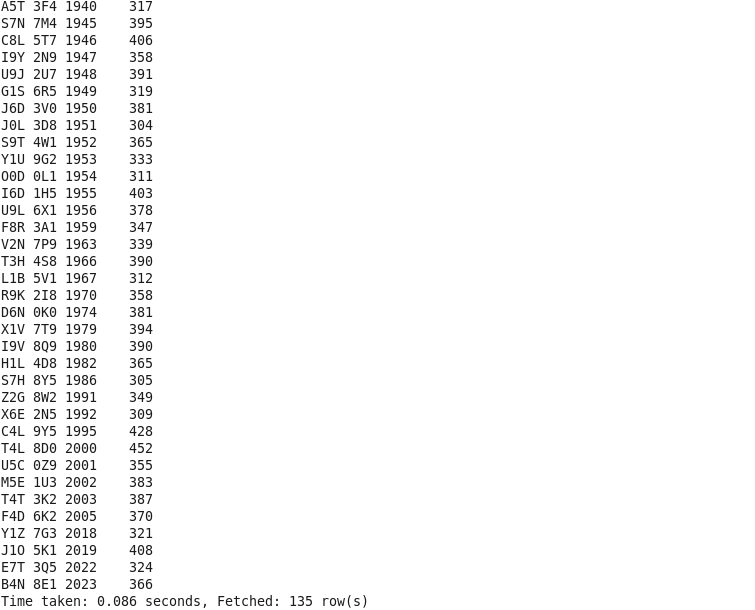 A5T 3F4 1940    317
S7N 7M4 1945    395
C8L 5T7 1946    406
I9Y 2N9 1947    358
U9J 2U7 1948    391
G1S 6R5 1949    319
J6D 3V0 1950    381
J0L 3D8 1951    304
S9T 4W1 1952    365
Y1U 9G2 1953    333
O0D 0L1 1954    311
I6D 1H5 1955    403
U9L 6X1 1956    378
F8R 3A1 1959    347
V2N 7P9 1963    339
T3H 4S8 1966    390
L1B 5V1 1967    312
R9K 2I8 1970    358
D6N 0K0 1974    381
X1V 7T9 1979    394
I9V 8Q9 1980    390
H1L 4D8 1982    365
S7H 8Y5 1986    305
Z2G 8W2 1991    349
X6E 2N5 1992    309
C4L 9Y5 1995    428
T4L 8D0 2000    452
U5C 0Z9 2001    355
M5E 1U3 2002    383
T4T 3K2 2003    387
F4D 6K2 2005    370
Y1Z 7G3 2018    321
J1O 5K1 2019    408
E7T 3Q5 2022    324
B4N 8E1 2023    366
Time taken: 0.086 seconds, Fetched: 135 row(s)